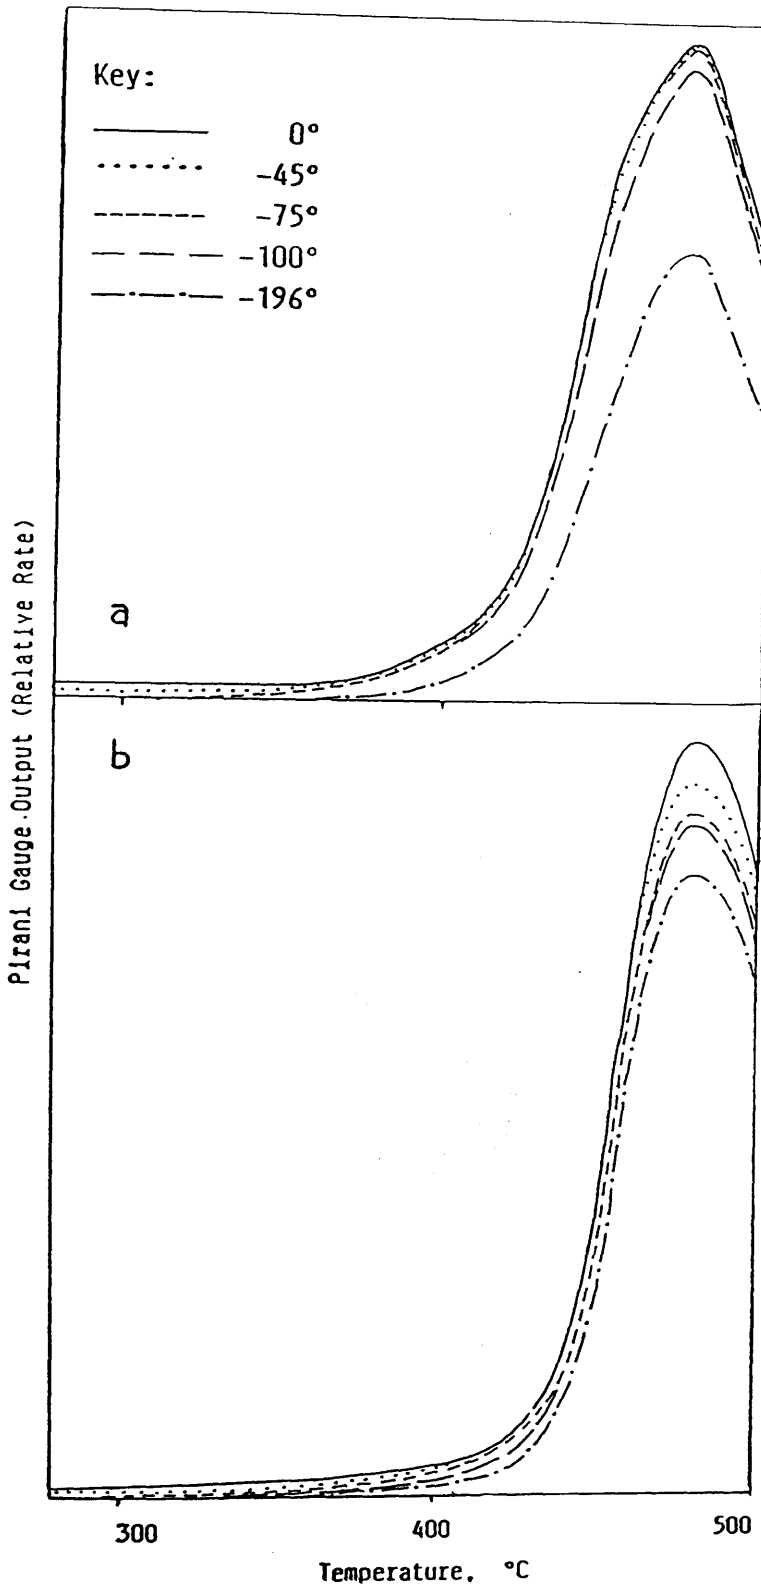 Key:
0°
-45°
-75°
-100°
-196°
a
b
Pirani Gauge Output (Relative Rate)
300 400 500
Temperature, °C